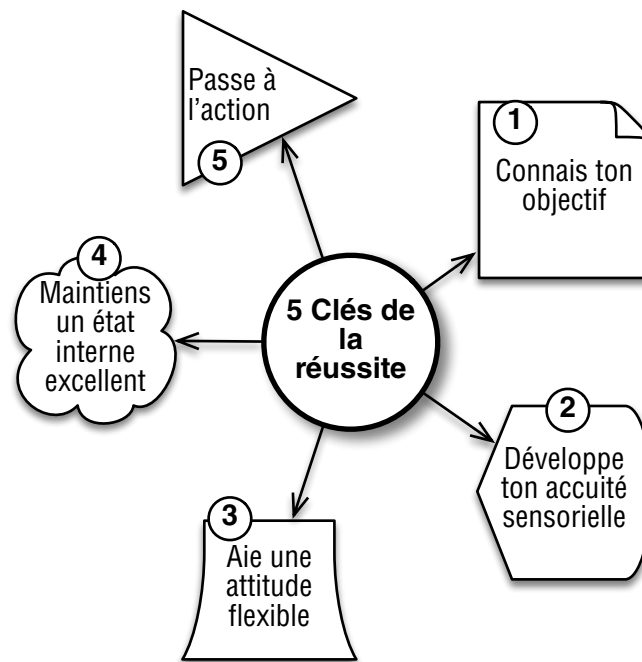 5 Clés de
la
réussite
1
Connais ton
objectif
2
Développe
ton accuité
sensorielle
3
Aie une
attitude
flexible
4
Maintiens
un état
interne
excellent
Passe à
l'action
5